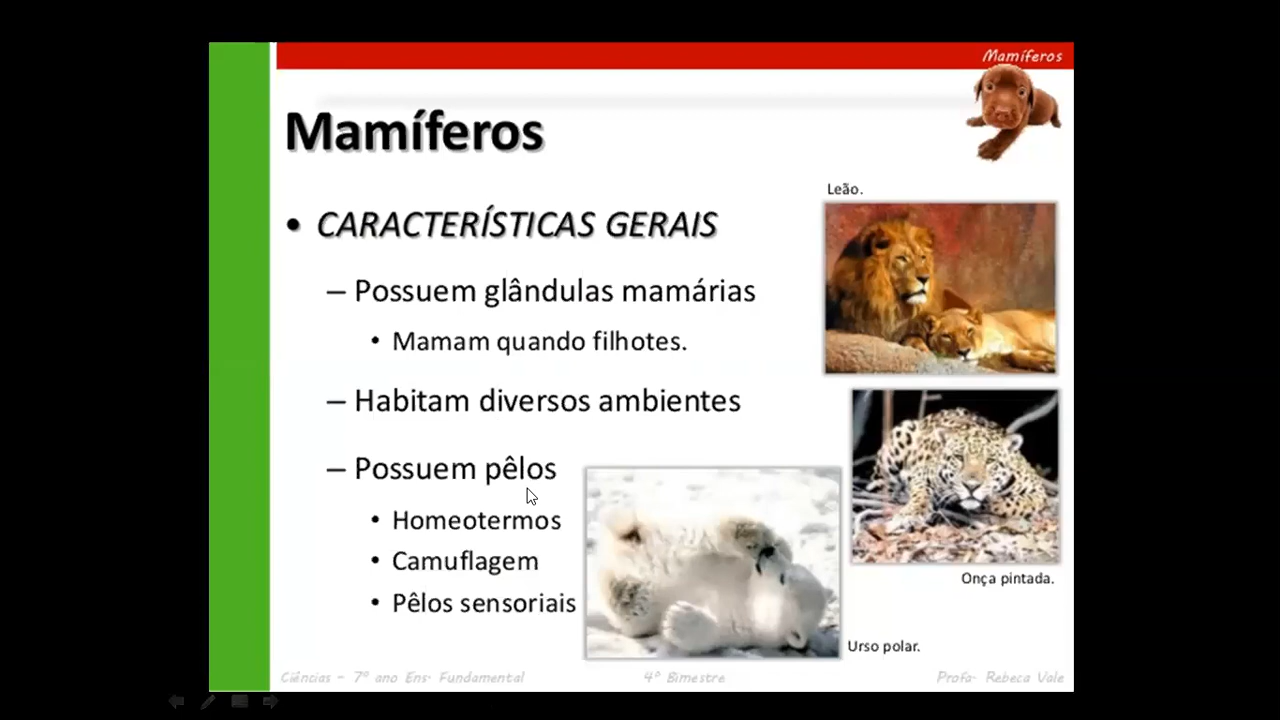 Mamíferos
Mamíferos
Leão.
• CARACTERÍSTICAS GERAIS
– Possuem glândulas mamárias
• Mamam quando filhotes.
– Habitam diversos ambientes
– Possuem pêlos
• Homeotermos
• Camuflagem
• Pêlos sensoriais
Onça pintada.
Urso polar.
Ciências – 7º ano Ens. Fundamental 4º Bimestre Profa. Rebeca Vale